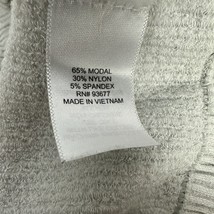 65% MODAL
30% NYLON
5% SPANDEX
RN# 93677
MADE IN VIETNAM